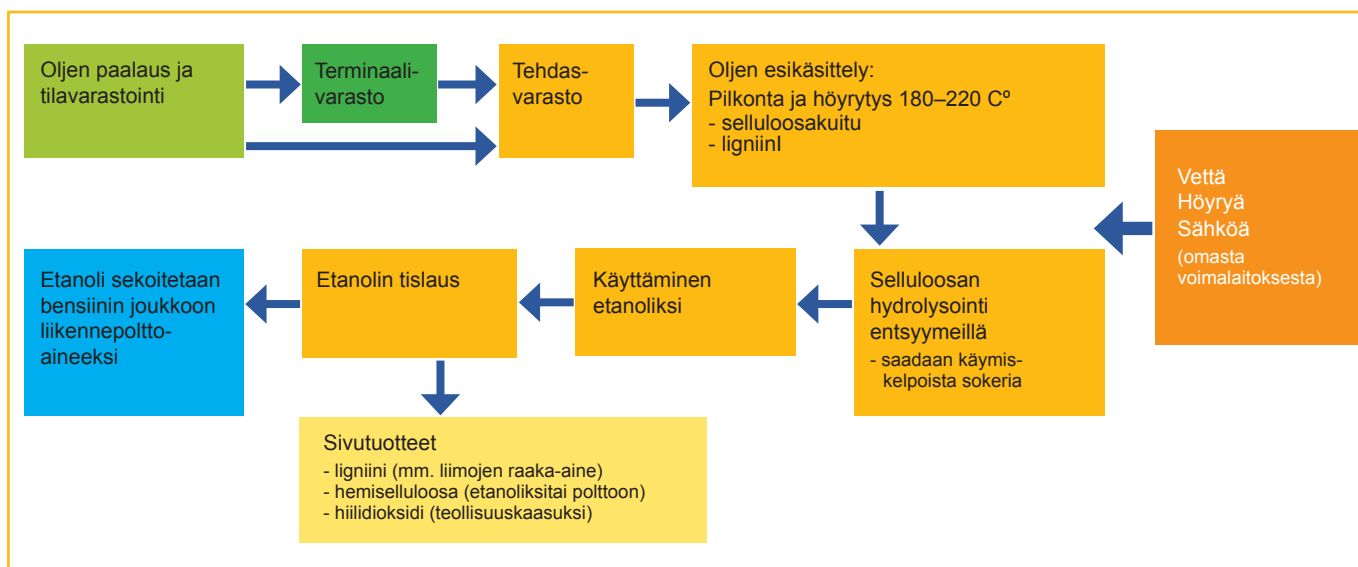 Oljen paalaus ja
tilavarastointi
Terminaali-
varasto
Tehdas-
varasto
Oljen esikäsittely:
Pilkonta ja höyrytys 180–220 Cº
- selluloosakuitu
- ligniinI
Vettä
Höyryä
Sähköä
(omasta
voimalaitoksesta)
Selluloosan
hydrolysointi
entsyymeillä
- saadaan käymis-
kelpoista sokeria
Käyttäminen
etanoliksi
Etanolin tislaus
Etanoli sekoitetaan
bensiinin joukkoon
liikennepoltto-
aineeksi
Sivutuotteet
- ligniini (mm. liimojen raaka-aine)
- hemiselluloosa (etanoliksitai polttoon)
- hiilidioksidi (teollisuuskaasuksi)